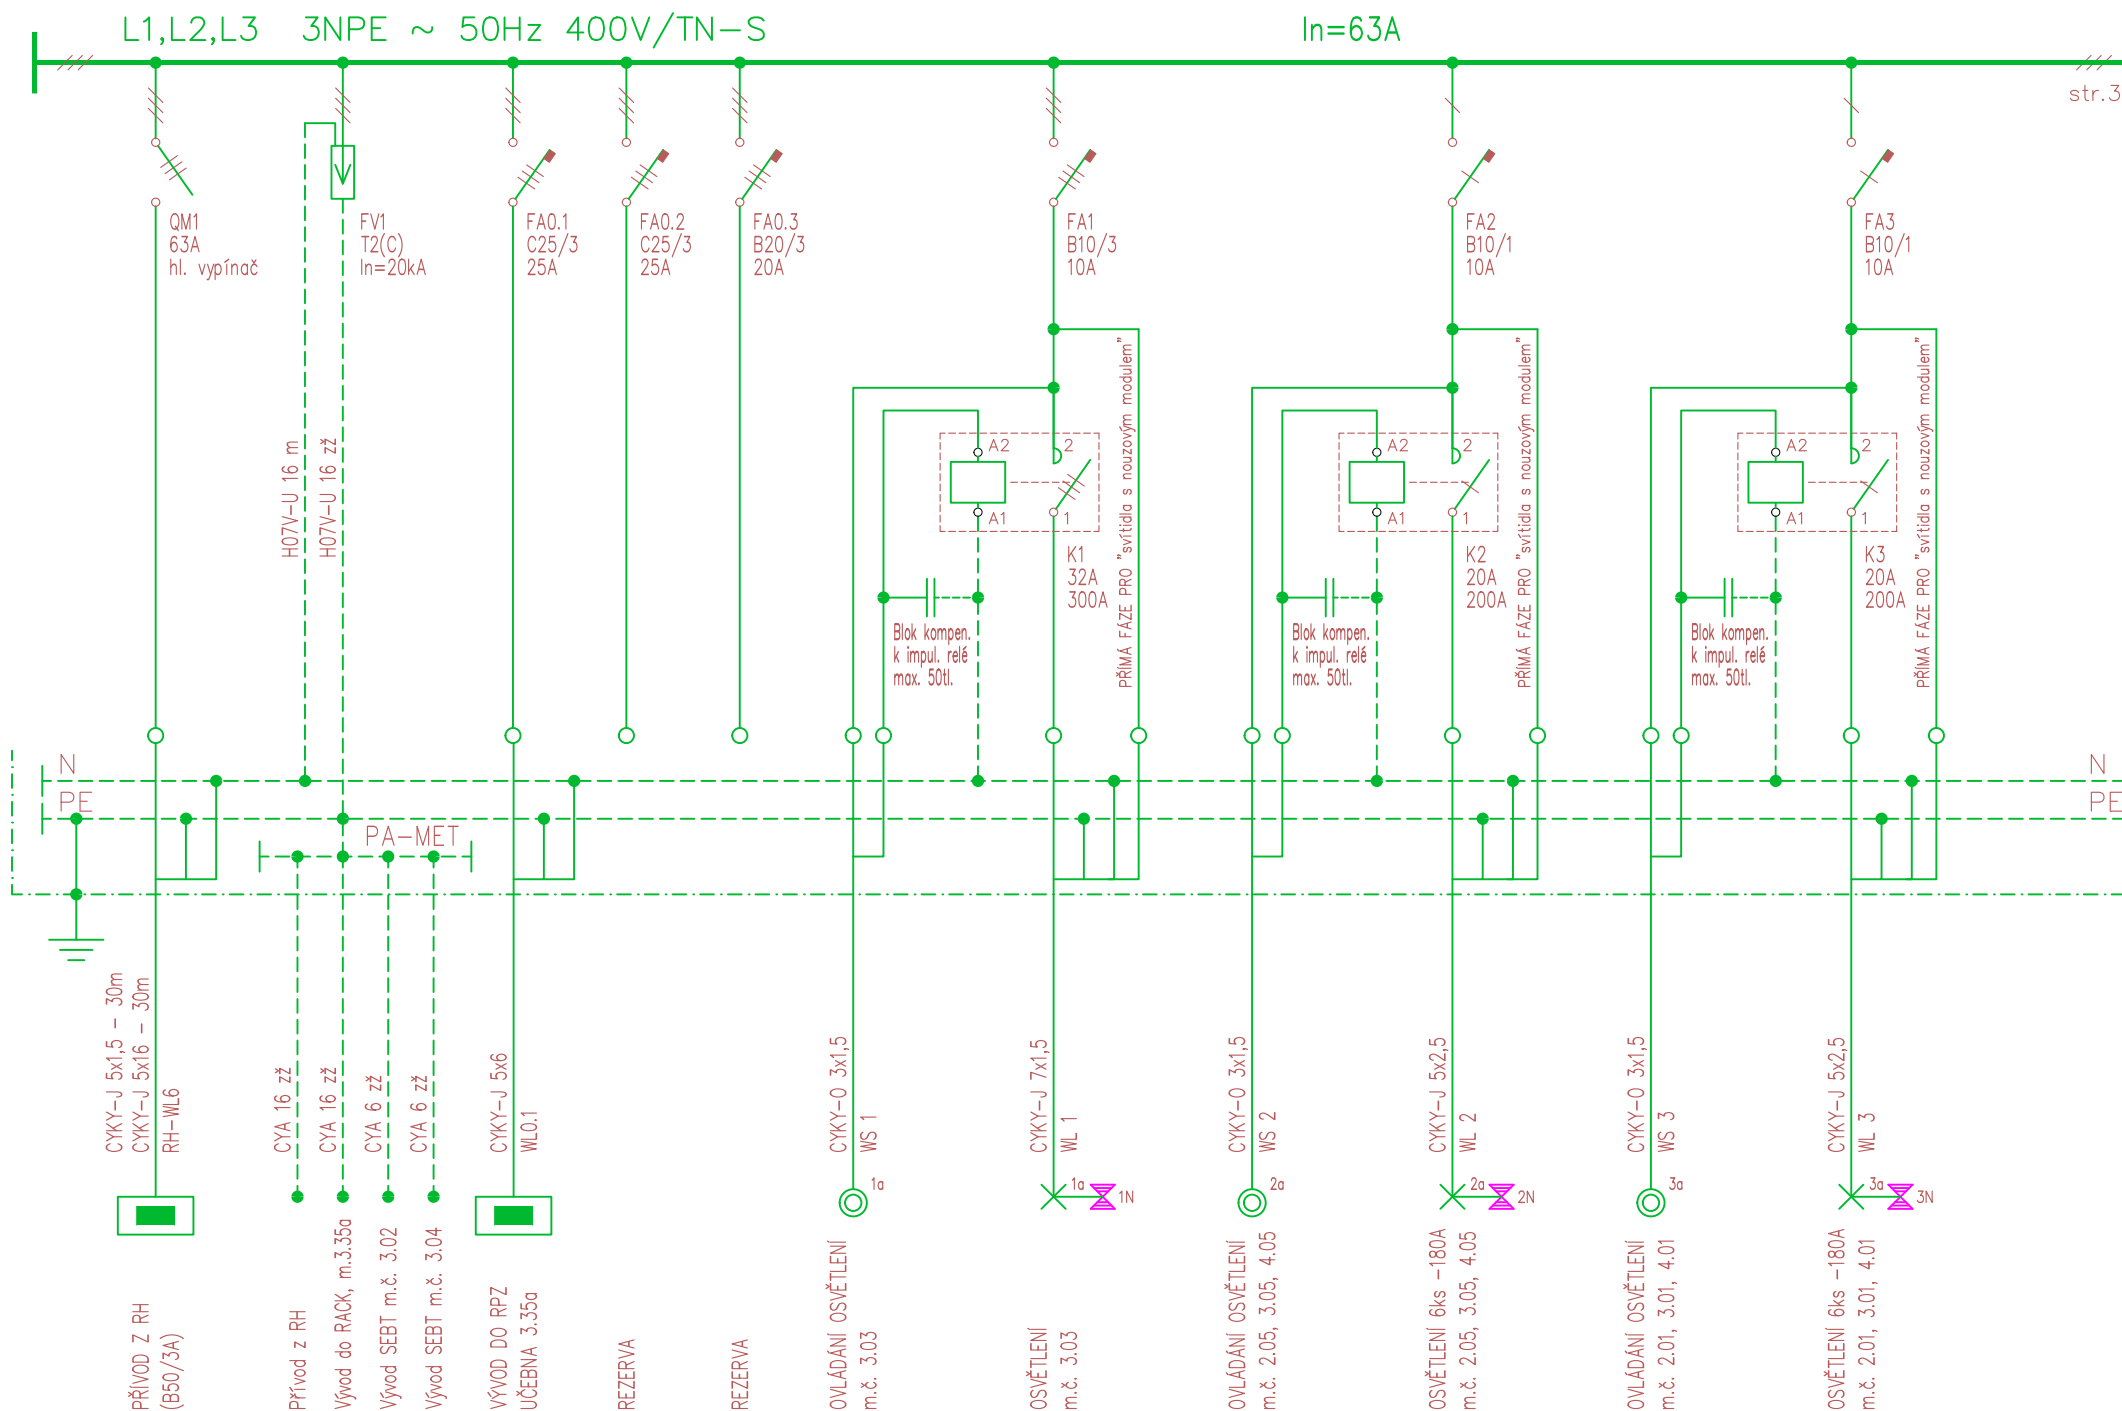 L1,L2,L3 3NPE ~ 50Hz 400V/TN-S
In=63A
str.3
QM1
63A
hl. vypínač
FV1
T2(C)
In=20kA
FA0.1
C25/3
25A
FA0.2
C25/3
25A
FA0.3
B20/3
20A
FA1
B10/3
10A
FA2
B10/1
10A
FA3
B10/1
10A
H07V-U 16 m
H07V-U 16 zž
A2
2
A1
1
K1
32A
300A
PŘÍMÁ FÁZE PRO "svítidla s nouzovým modulem"
Blok kompen.
k impul. relé
max. 50tl.
A2
2
A1
1
K2
20A
200A
PŘÍMÁ FÁZE PRO "svítidla s nouzovým modulem"
Blok kompen.
k impul. relé
max. 50tl.
A2
2
A1
1
K3
20A
200A
PŘÍMÁ FÁZE PRO "svítidla s nouzovým modulem"
Blok kompen.
k impul. relé
max. 50tl.
N
PE
N
PE
PA-MET
CYKY-J 5x1,5 - 30m
CYKY-J 5x16 - 30m
RH-WL6
CYA 16 zž
CYA 16 zž
CYA 6 zž
CYA 6 zž
CYKY-J 5x6
WL0.1
CYKY-O 3x1,5
WS 1
CYKY-J 7x1,5
WL 1
CYKY-O 3x1,5
WS 2
CYKY-J 5x2,5
WL 2
CYKY-O 3x1,5
WS 3
CYKY-J 5x2,5
WL 3
1a
1a
1N
2a
2a
2N
3a
3a
3N
PŘÍVOD Z RH
(B50/3A)
Přívod z RH
Vývod do RACK, m.3.35a
Vývod SEBT m.č. 3.02
Vývod SEBT m.č. 3.04
VÝVOD DO RPZ
UČEBNA 3.35a
REZERVA
REZERVA
OVLÁDÁNÍ OSVĚTLENÍ
m.č. 3.03
OSVĚTLENÍ
m.č. 3.03
OVLÁDÁNÍ OSVĚTLENÍ
m.č. 2.05, 3.05, 4.05
OSVĚTLENÍ 6ks -180A
m.č. 2.05, 3.05, 4.05
OVLÁDÁNÍ OSVĚTLENÍ
m.č. 2.01, 3.01, 4.01
OSVĚTLENÍ 6ks -180A
m.č. 2.01, 3.01, 4.01